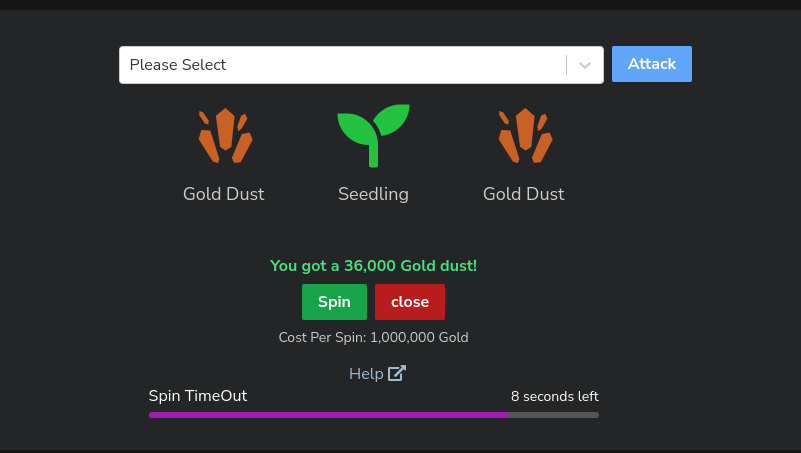 Please Select
Attack
Gold Dust Seedling Gold Dust
You got a 36,000 Gold dust!
Spin close
Cost Per Spin: 1,000,000 Gold
Help
Spin TimeOut 8 seconds left